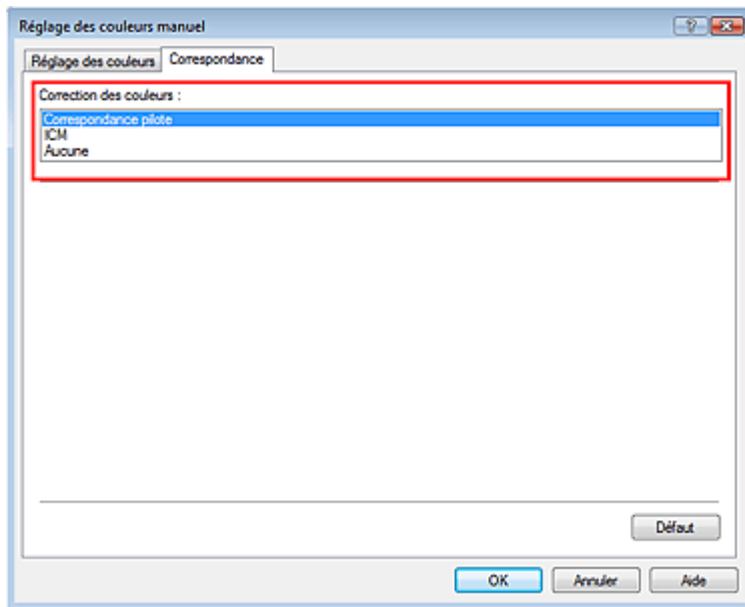 Réglage des couleurs manuel
Réglage des couleurs Correspondance
Correction des couleurs :
Correspondance pilote
ICM
Aucune
Défaut
OK Annuler Aide